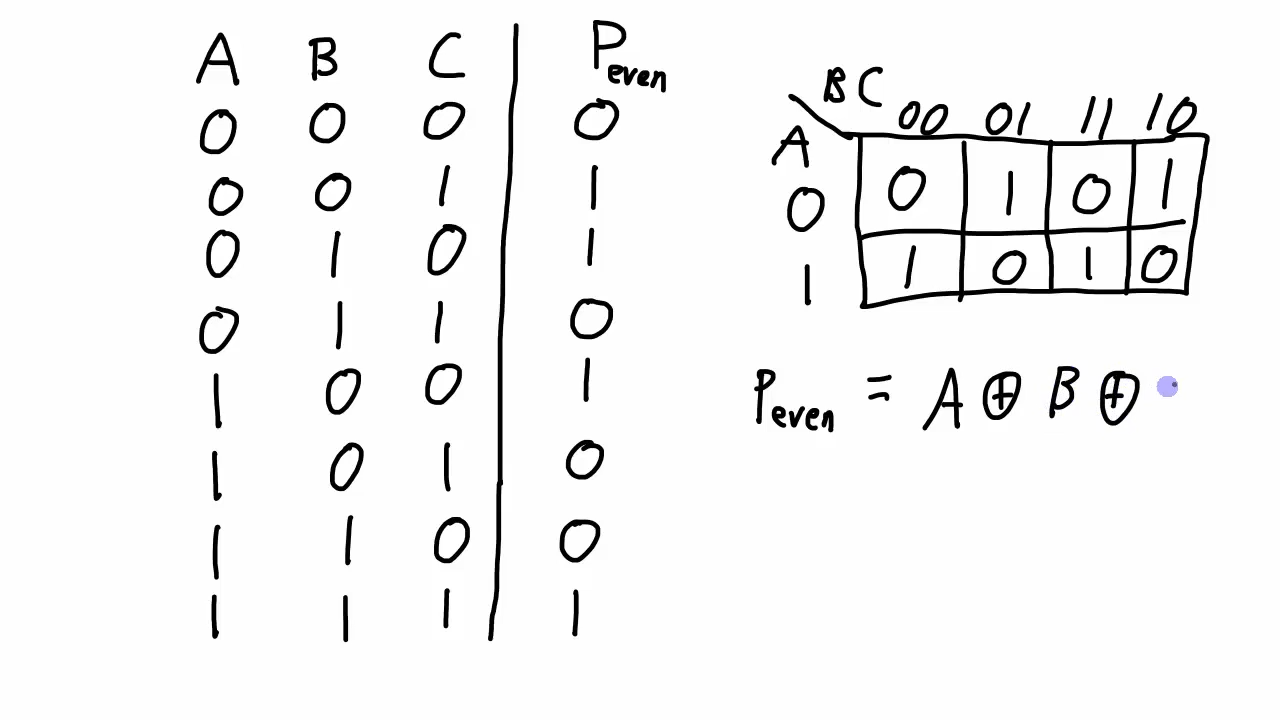 A B C P even
0 0 0 0
0 0 1 1
0 1 0 1
0 1 1 0
1 0 0 1
1 0 1 0
1 1 0 0
1 1 1 1
BC
A 00 01 11 10
0 0 1 0 1
1 1 0 1 0
P even = A ⊕ B ⊕